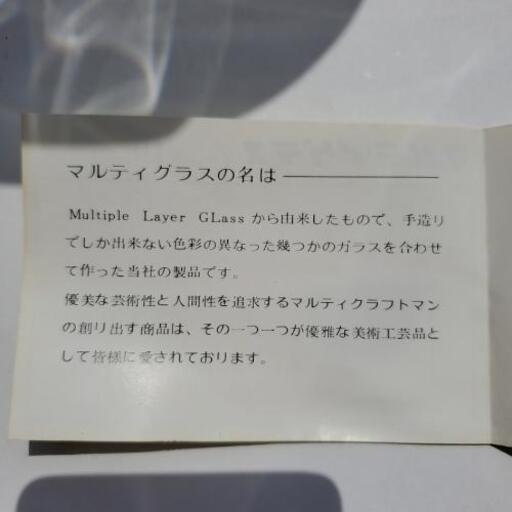 マルティグラスの名は
Multiple Layer GLass から由来したもので、手造り
でしか出来ない色彩の異なった幾つかのガラスを合わせ
て作った当社の製品です。
優美な芸術性と人間性を追求するマルティクラフトマン
の創り出す商品は、その一つ一つが優雅な美術工芸品と
して皆様に愛されております。